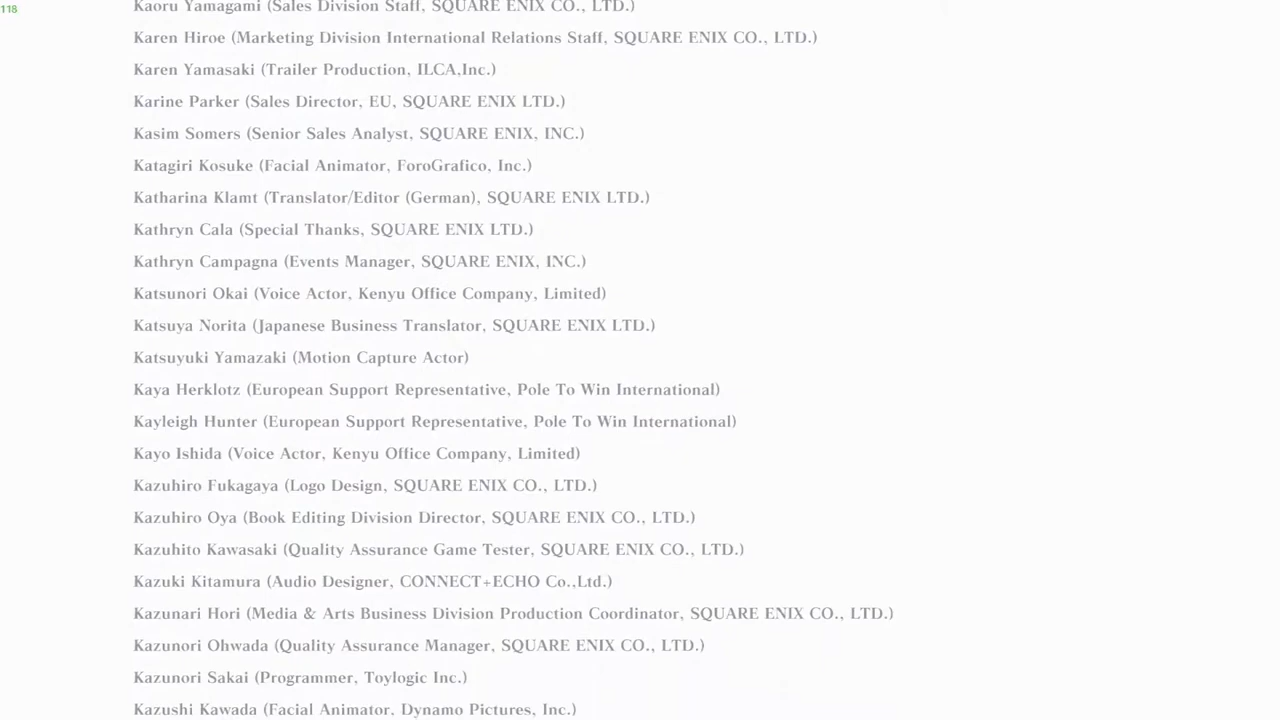 118
Kaoru Yamagami (Sales Division Staff, SQUARE ENIX CO., LTD.)
Karen Hiroe (Marketing Division International Relations Staff, SQUARE ENIX CO., LTD.)
Karen Yamasaki (Trailer Production, ILCA,Inc.)
Karine Parker (Sales Director, EU, SQUARE ENIX LTD.)
Kasim Somers (Senior Sales Analyst, SQUARE ENIX, INC.)
Katagiri Kosuke (Facial Animator, ForoGrafico, Inc.)
Katharina Klamt (Translator/Editor (German), SQUARE ENIX LTD.)
Kathryn Cala (Special Thanks, SQUARE ENIX LTD.)
Kathryn Campagna (Events Manager, SQUARE ENIX, INC.)
Katsunori Okai (Voice Actor, Kenyu Office Company, Limited)
Katsuya Norita (Japanese Business Translator, SQUARE ENIX LTD.)
Katsuyuki Yamazaki (Motion Capture Actor)
Kaya Herklotz (European Support Representative, Pole To Win International)
Kayleigh Hunter (European Support Representative, Pole To Win International)
Kayo Ishida (Voice Actor, Kenyu Office Company, Limited)
Kazuhiro Fukagaya (Logo Design, SQUARE ENIX CO., LTD.)
Kazuhiro Oya (Book Editing Division Director, SQUARE ENIX CO., LTD.)
Kazuhito Kawasaki (Quality Assurance Game Tester, SQUARE ENIX CO., LTD.)
Kazuki Kitamura (Audio Designer, CONNECT+ECHO Co.,Ltd.)
Kazunari Hori (Media & Arts Business Division Production Coordinator, SQUARE ENIX CO., LTD.)
Kazunori Ohwada (Quality Assurance Manager, SQUARE ENIX CO., LTD.)
Kazunori Sakai (Programmer, Toylogic Inc.)
Kazushi Kawada (Facial Animator, Dynamo Pictures, Inc.)